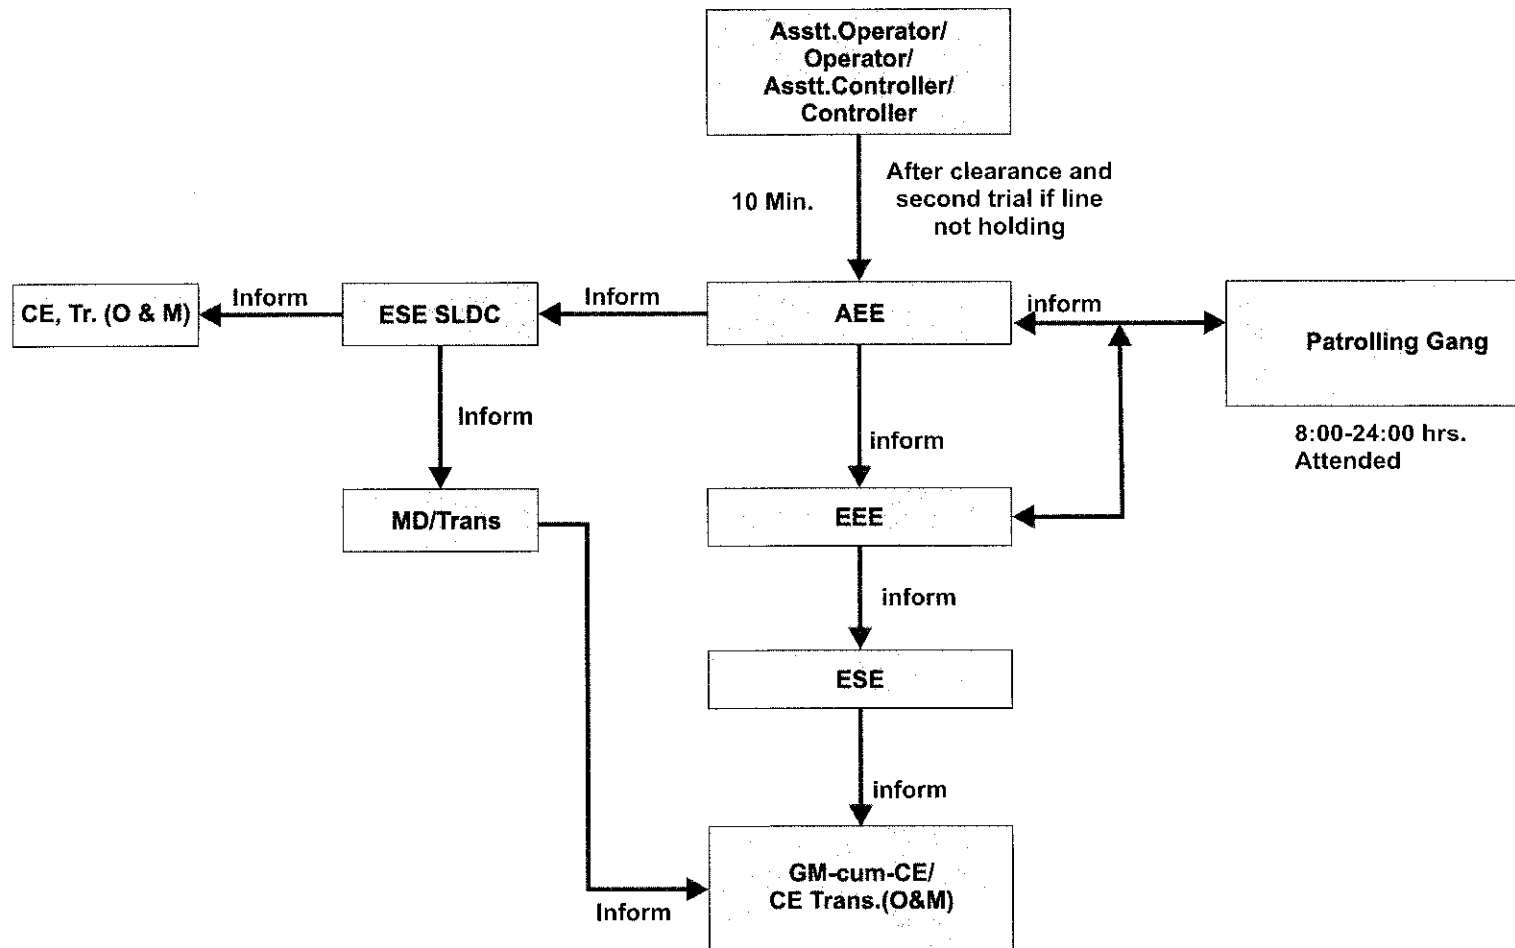 Asstt.Operator/
Operator/
Asstt.Controller/
Controller
10 Min.
After clearance and
second trial if line
not holding
CE, Tr. (O & M)
Inform
ESE SLDC
Inform
AEE
inform
Patrolling Gang
8:00-24:00 hrs.
Attended
Inform
inform
MD/Trans
EEE
inform
ESE
inform
GM-cum-CE/
CE Trans.(O&M)
Inform